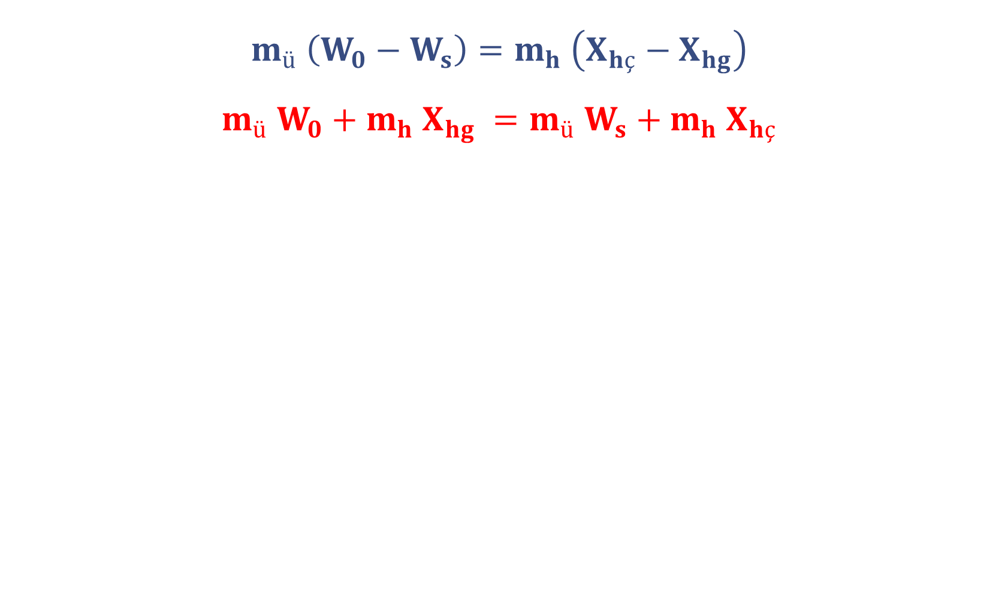 mü (W0 − Ws) = mh (Xhç − Xhg)
mü W0 + mh Xhg = mü Ws + mh Xhç